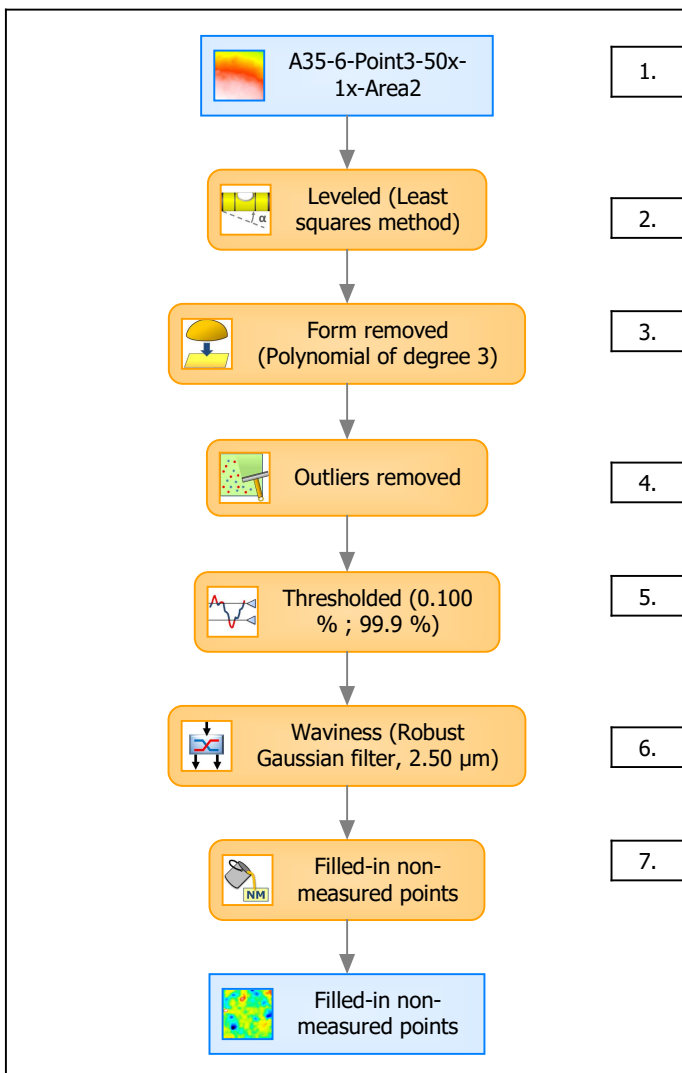 A35-6-Point3-50x-
1x-Area2
1.
Leveled (Least
squares method)
α
2.
Form removed
(Polynomial of degree 3)
3.
Outliers removed
4.
Thresholded (0.100
% ; 99.9 %)
5.
Waviness (Robust
Gaussian filter, 2.50 µm)
6.
Filled-in non-
measured points
NM
7.
Filled-in non-
measured points